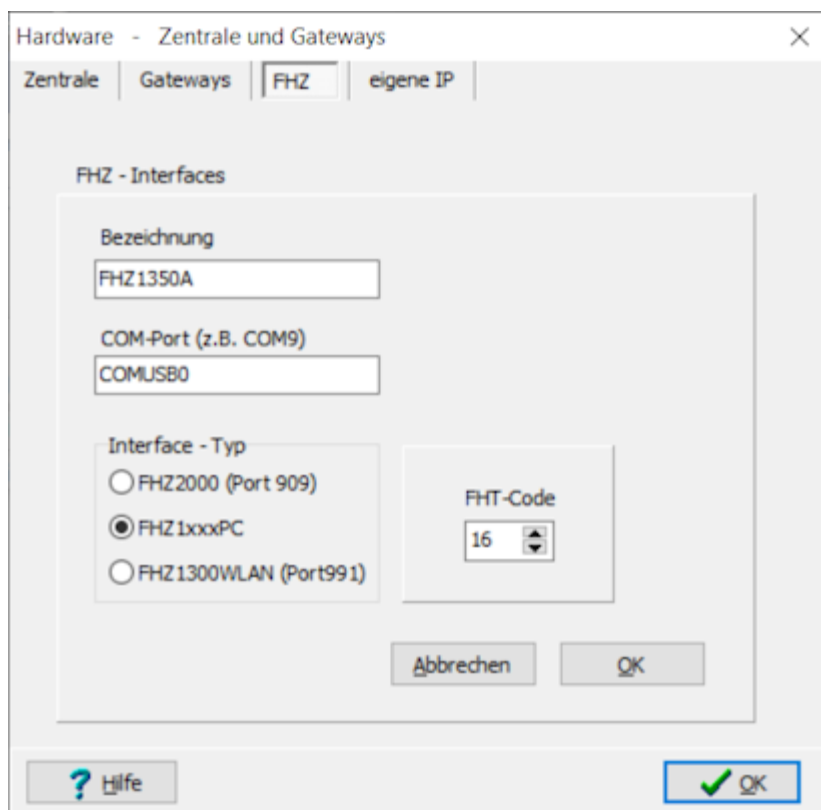 Hardware - Zentrale und Gateways
Zentrale Gateways FHZ eigene IP
FHZ - Interfaces
Bezeichnung
FHZ1350A
COM-Port (z.B. COM9)
COMUSB0
Interface - Typ
FHZ2000 (Port 909)
FHZ1xxxPC
FHZ1300WLAN (Port991)
FHT-Code
16
Abbrechen OK
? Hilfe OK